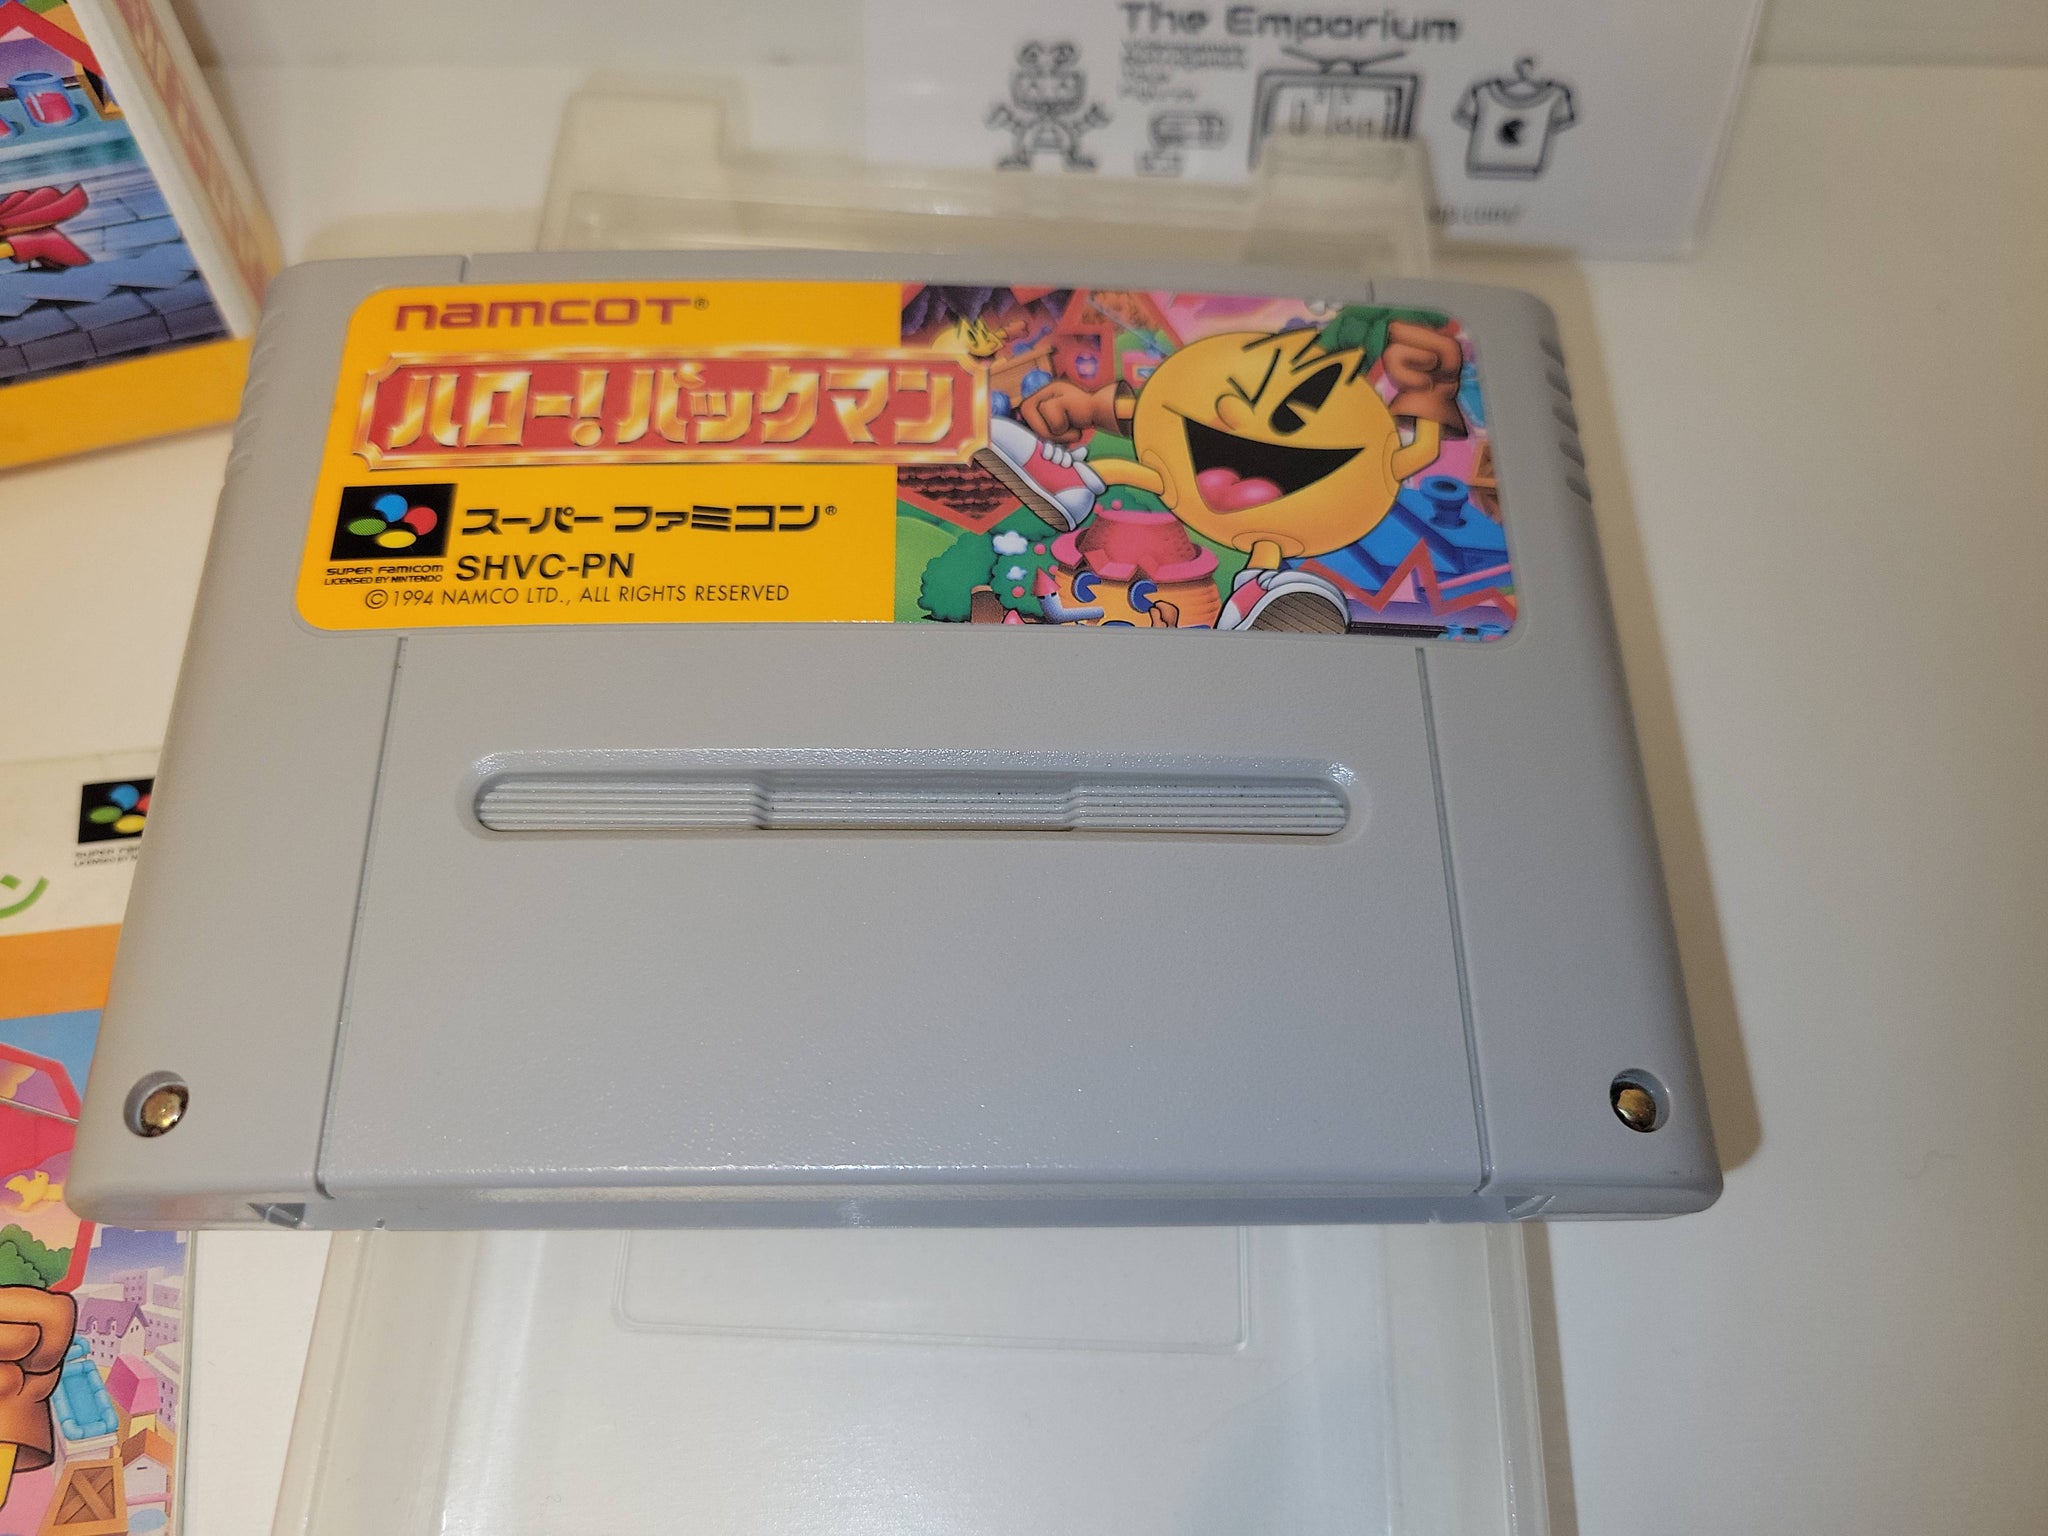 The Emporium
namcot®
ハロー!パックマン
スーパー ファミコン®
SUPER FAMICOM
LICENSED BY NINTENDO
SHVC-PN
©1994 NAMCO LTD., ALL RIGHTS RESERVED
ン